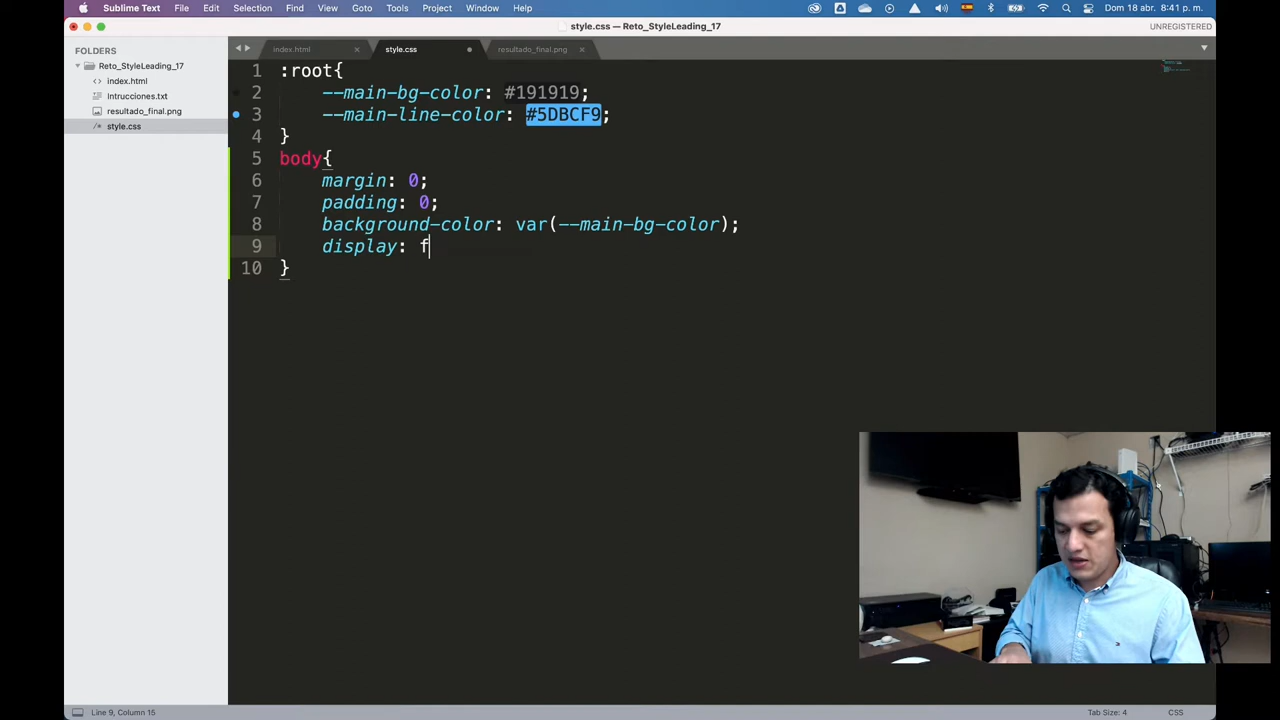 Sublime Text File Edit Selection Find View Goto Tools Project Window Help Dom 18 abr. 8:41 p. m.
style.css — Reto_StyleLeading_17 UNREGISTERED
FOLDERS
Reto_StyleLeading_17
index.html
Intrucciones.txt
resultado_final.png
style.css
index.html style.css resultado_final.png
1 :root{
2 --main-bg-color: #191919;
3 --main-line-color: #5DBCF9;
4 }
5 body{
6 margin: 0;
7 padding: 0;
8 background-color: var(--main-bg-color);
9 display: f
10 }
Line 9, Column 15 Tab Size: 4 CSS